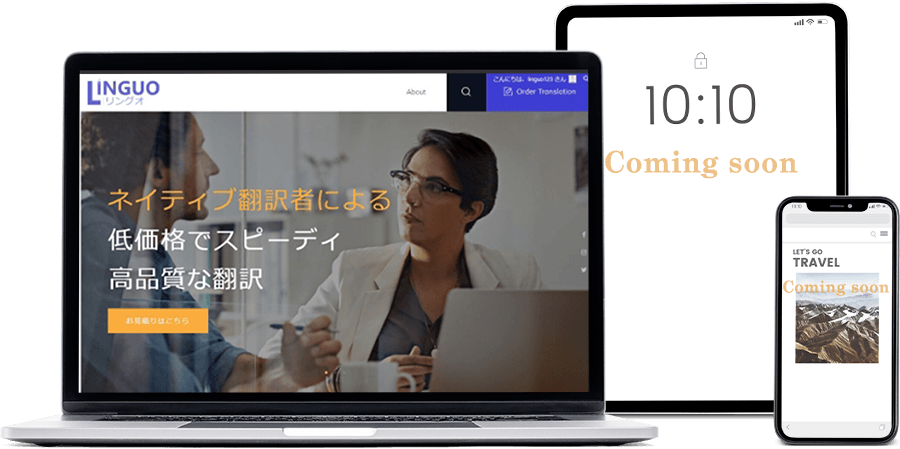 LINGUO
リングオ
About
こんにちは、linguo123 さん
Order Translation
ネイティブ翻訳者による
低価格でスピーディ
高品質な翻訳
お見積りはこちら
10:10
Coming soon
10:10
LET'S GO
TRAVEL
Coming soon